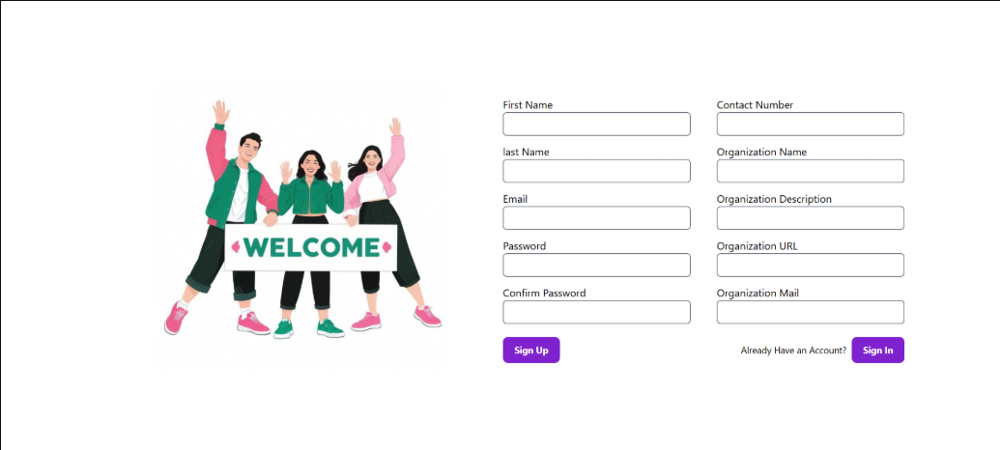 First Name
Contact Number
last Name
Organization Name
Email
Organization Description
WELCOME
Password
Organization URL
Confirm Password
Organization Mail
Sign Up
Already Have an Account?
Sign In